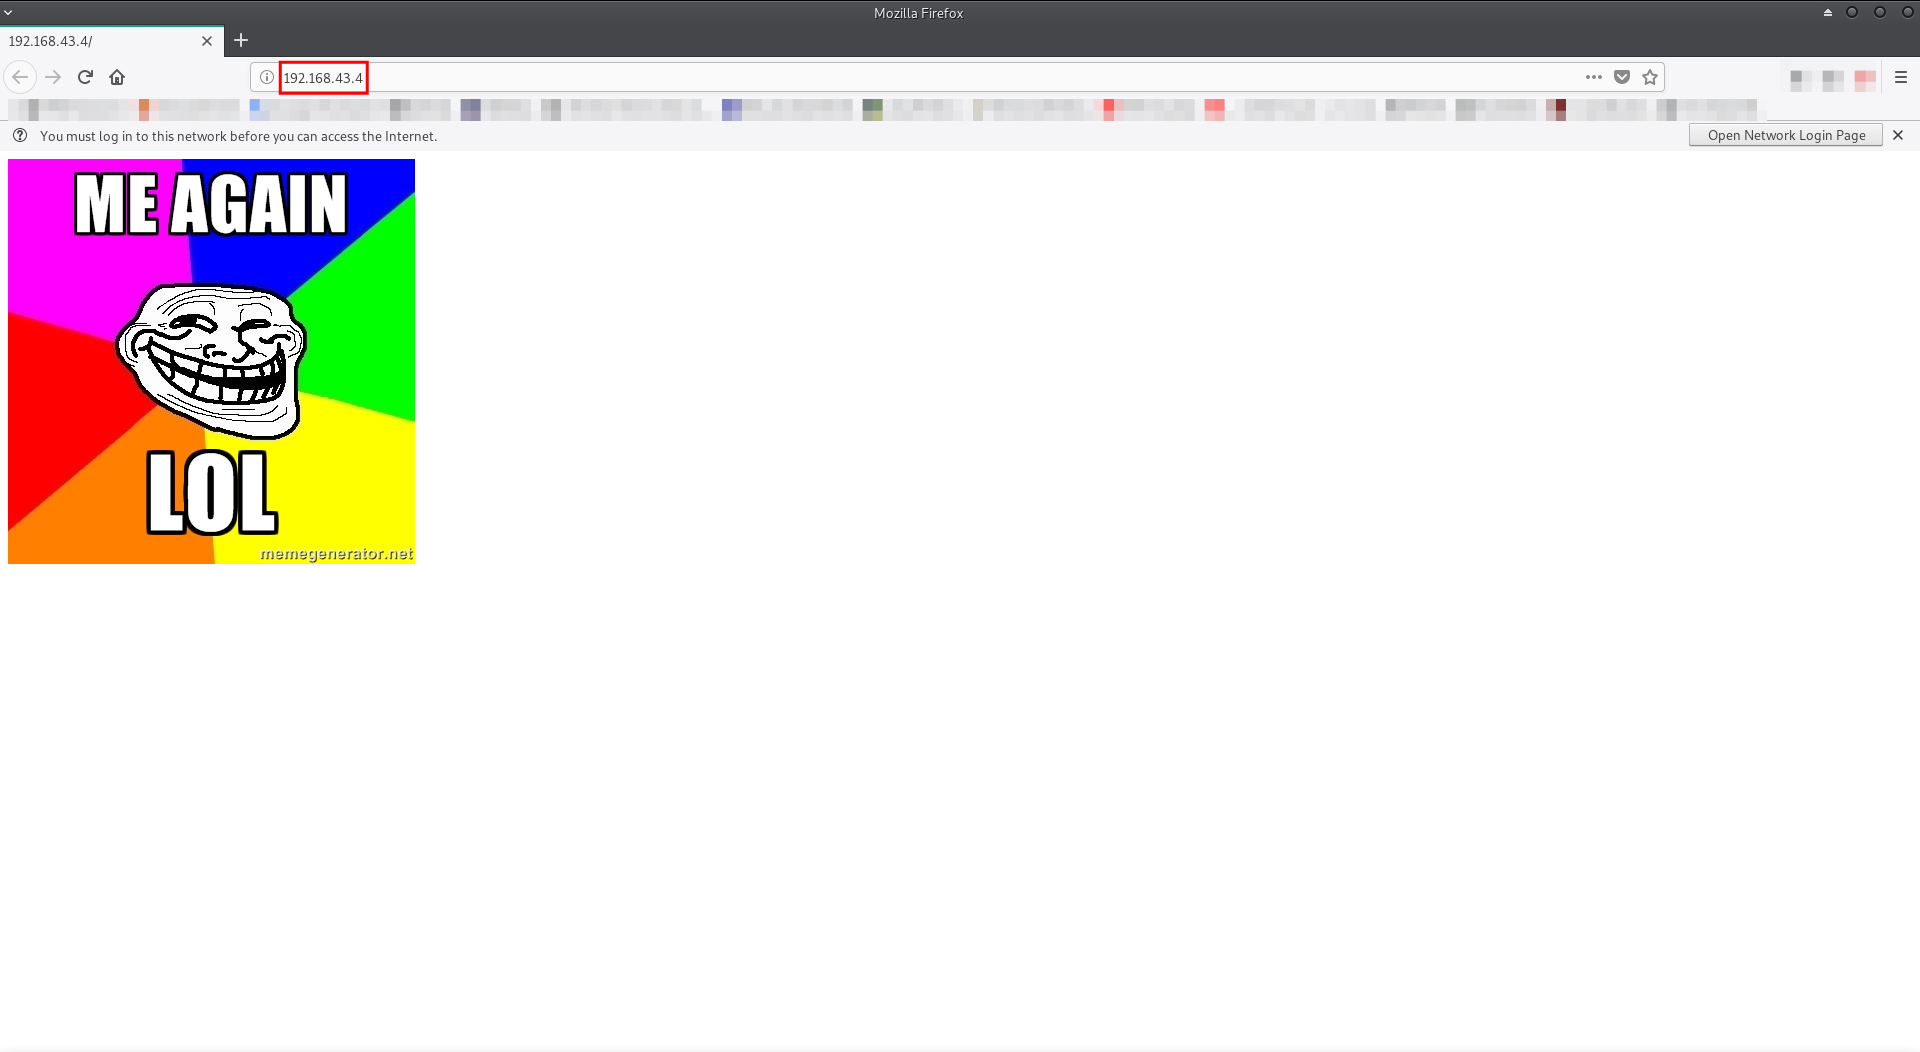 Mozilla Firefox
192.168.43.4/
192.168.43.4
You must log in to this network before you can access the Internet.
Open Network Login Page
ME AGAIN
LOL
memegenerator.net